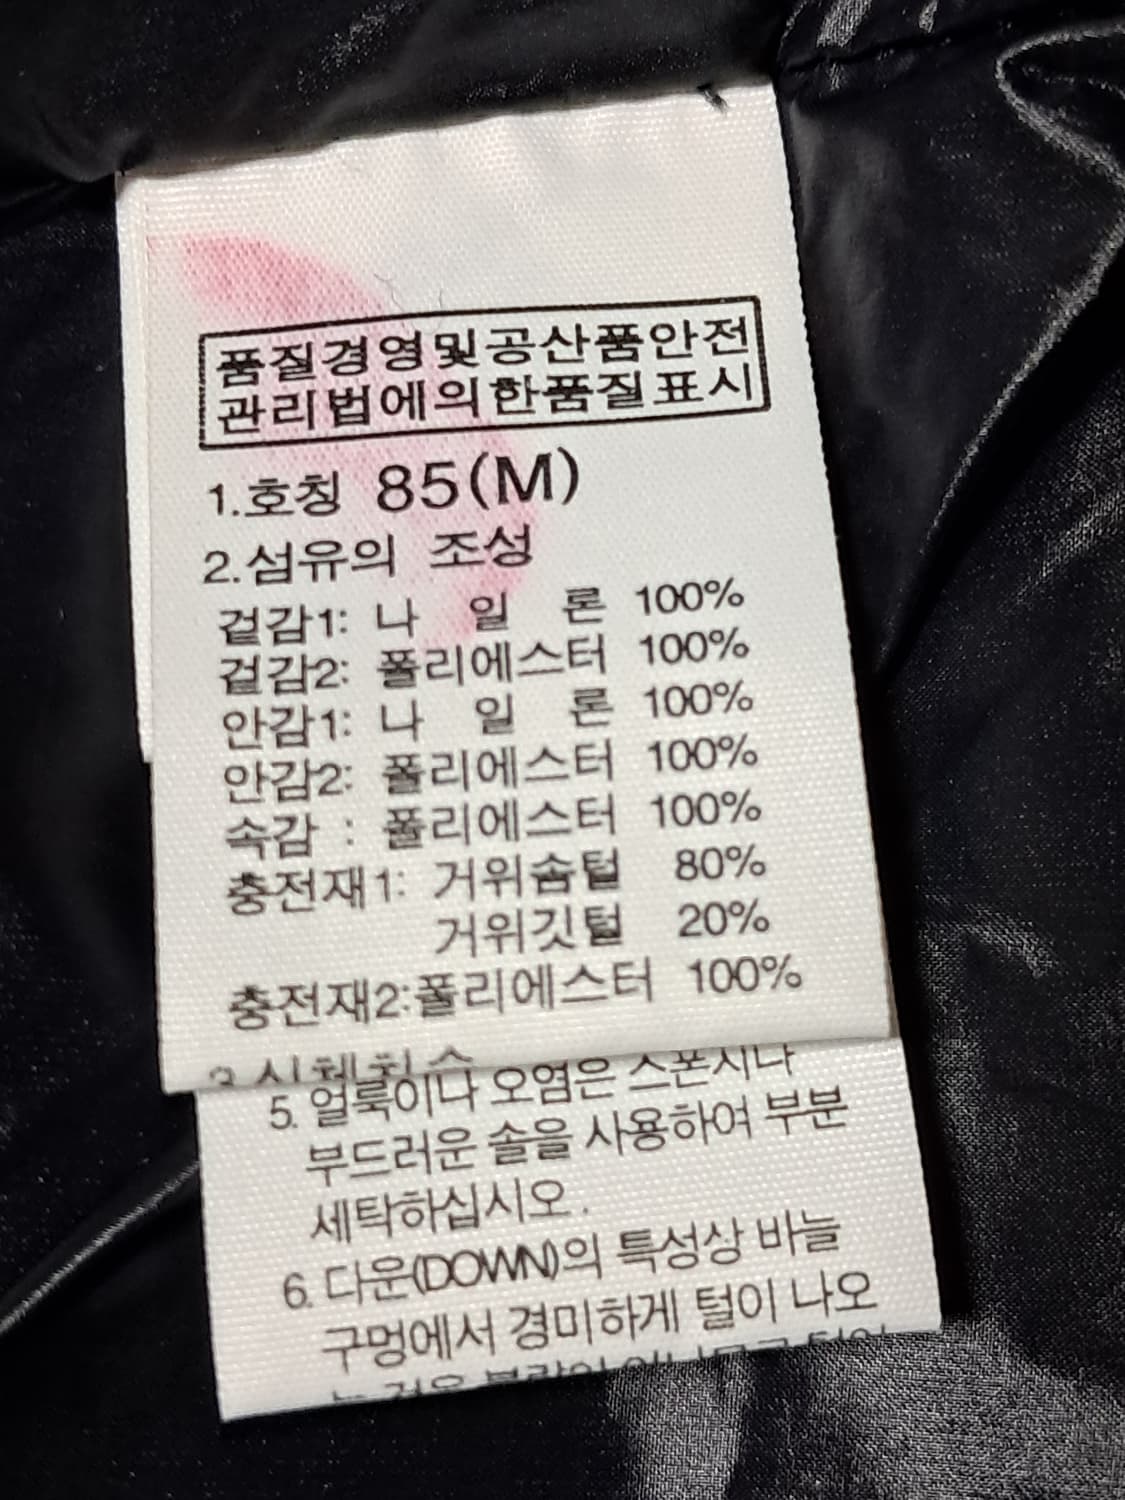 품질경영및공산품안전
관리법에의한품질표시
1.호칭 85(M)
2.섬유의 조성
겉감1: 나 일 론 100%
겉감2: 폴리에스터 100%
안감1: 나 일 론 100%
안감2: 폴리에스터 100%
속감 : 폴리에스터 100%
충전재1: 거위솜털 80%
거위깃털 20%
충전재2:폴리에스터 100%
5. 얼룩이나 오염은 스폰지나
부드러운 솔을 사용하여 부분
세탁하십시오.
6. 다운(DOWN)의 특성상 바늘
구멍에서 경미하게 털이 나오